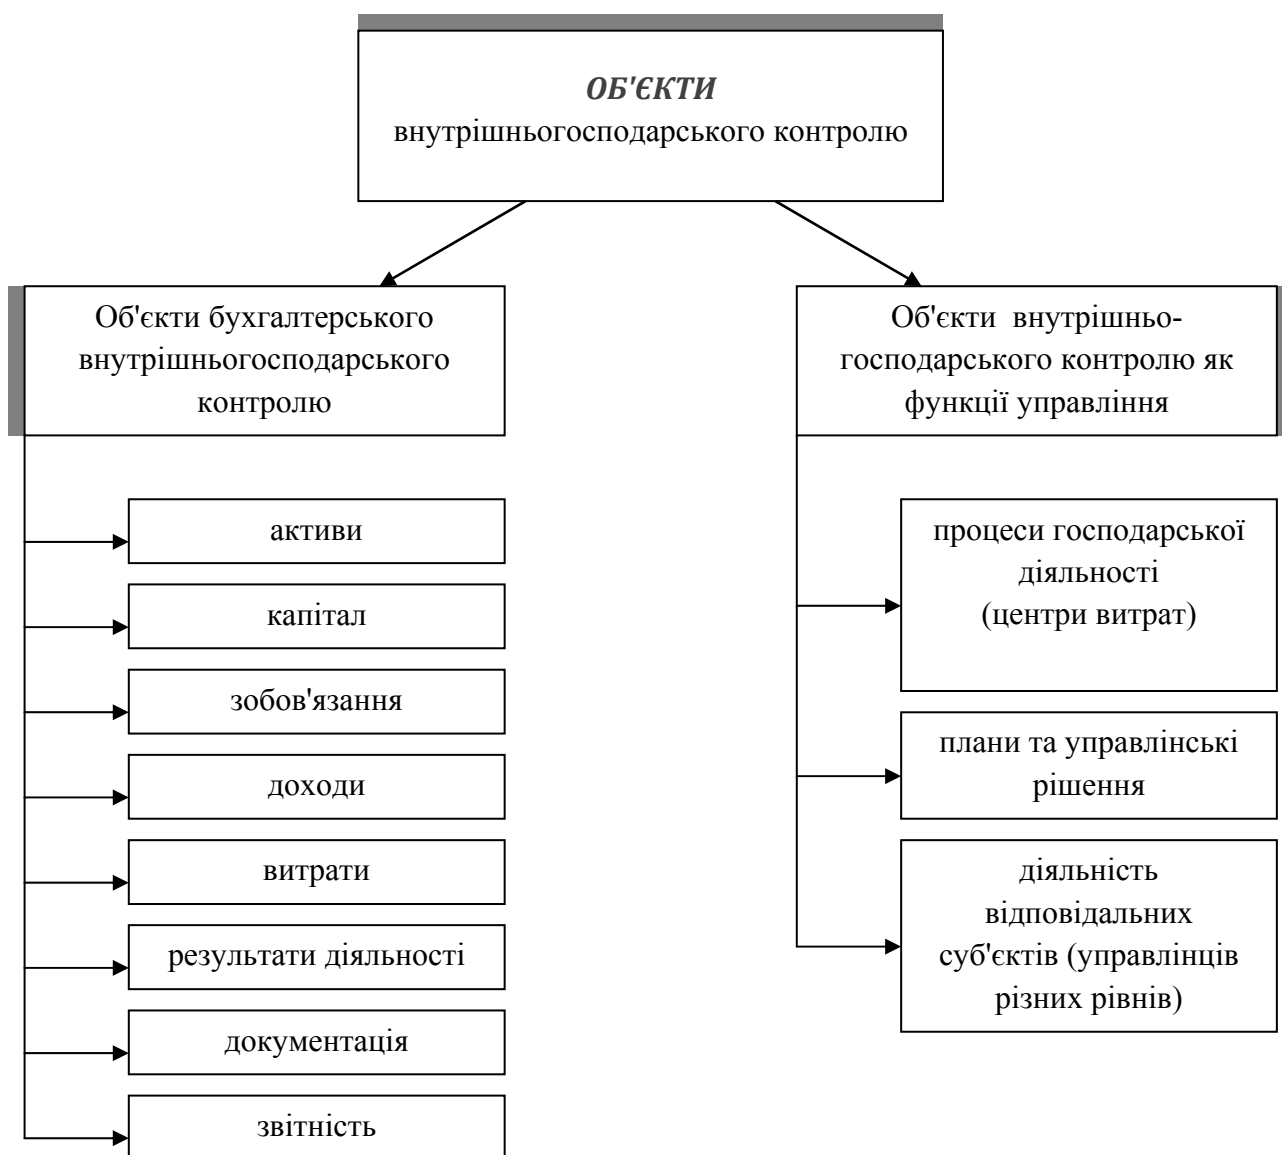 ОБ'ЄКТИ
внутрішньогосподарського контролю
Об'єкти бухгалтерського
внутрішньогосподарського
контролю
активи
капітал
зобов'язання
доходи
витрати
результати діяльності
документація
звітність
Об'єкти внутрішньо-
господарського контролю як
функції управління
процеси господарської
діяльності
(центри витрат)
плани та управлінські
рішення
діяльність
відповідальних
суб'єктів (управлінців
різних рівнів)